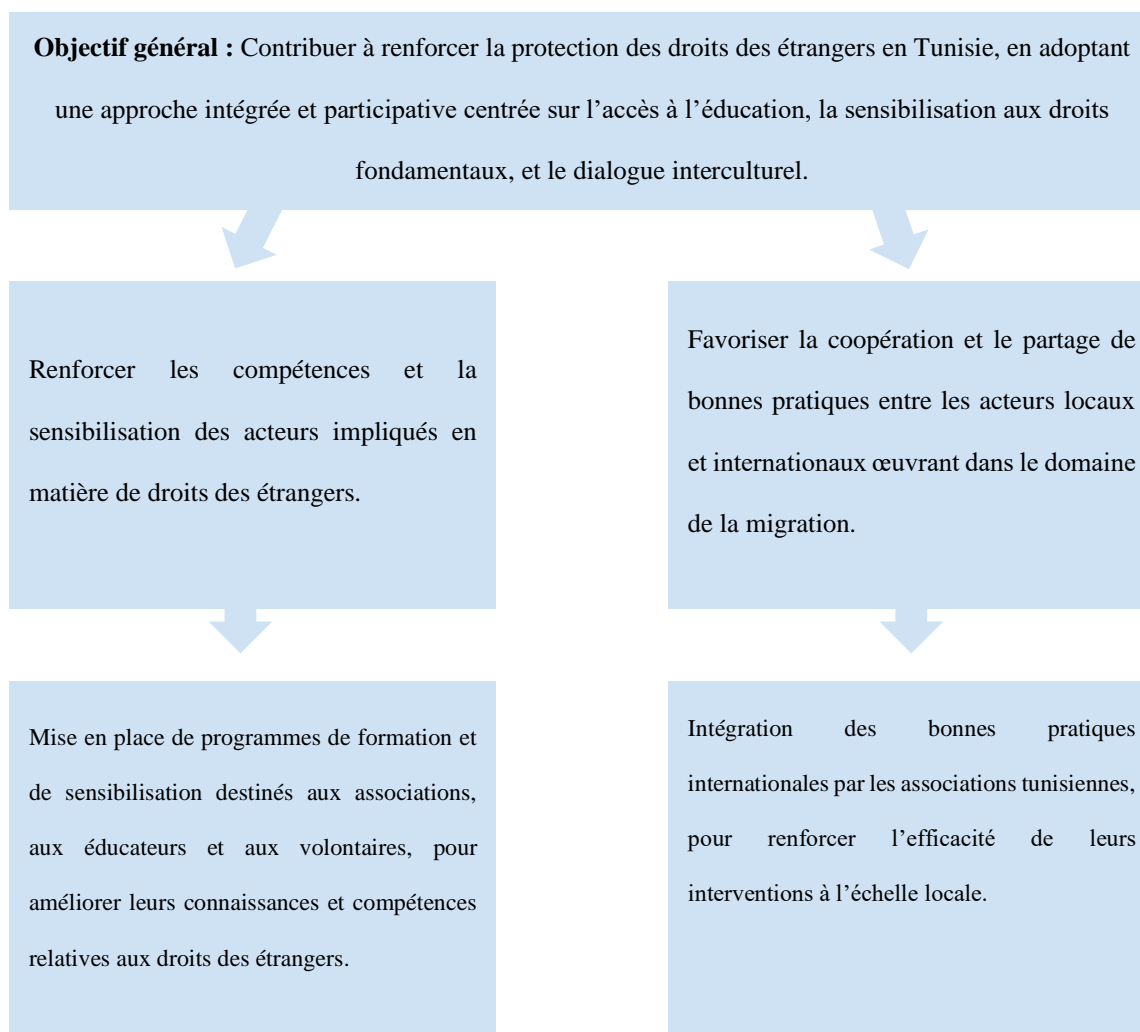 Objectif général : Contribuer à renforcer la protection des droits des étrangers en Tunisie, en adoptant
une approche intégrée et participative centrée sur l’accès à l’éducation, la sensibilisation aux droits
fondamentaux, et le dialogue interculturel.
Renforcer les compétences et la
sensibilisation des acteurs impliqués en
matière de droits des étrangers.
Favoriser la coopération et le partage de
bonnes pratiques entre les acteurs locaux
et internationaux œuvrant dans le domaine
de la migration.
Mise en place de programmes de formation et
de sensibilisation destinés aux associations,
aux éducateurs et aux volontaires, pour
améliorer leurs connaissances et compétences
relatives aux droits des étrangers.
Intégration des bonnes pratiques
internationales par les associations tunisiennes,
pour renforcer l’efficacité de leurs
interventions à l’échelle locale.